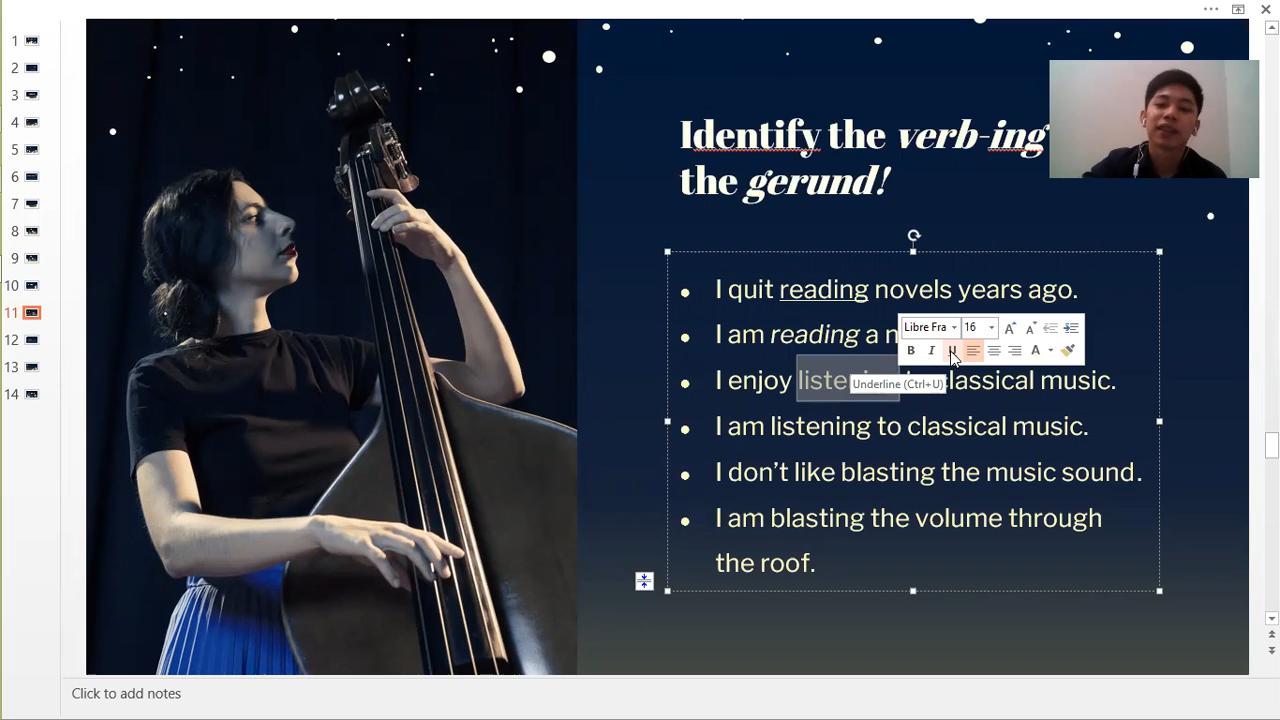 1
2
3
4
5
6
7
8
9
10
11
12
13
14
Identify the verb-ing
the gerund!
I quit reading novels years ago.
I am reading a n
Libre Fra 16
B I U A
I enjoy liste classical music.
Underline (Ctrl+U)
I am listening to classical music.
I don't like blasting the music sound.
I am blasting the volume through
the roof.
Click to add notes